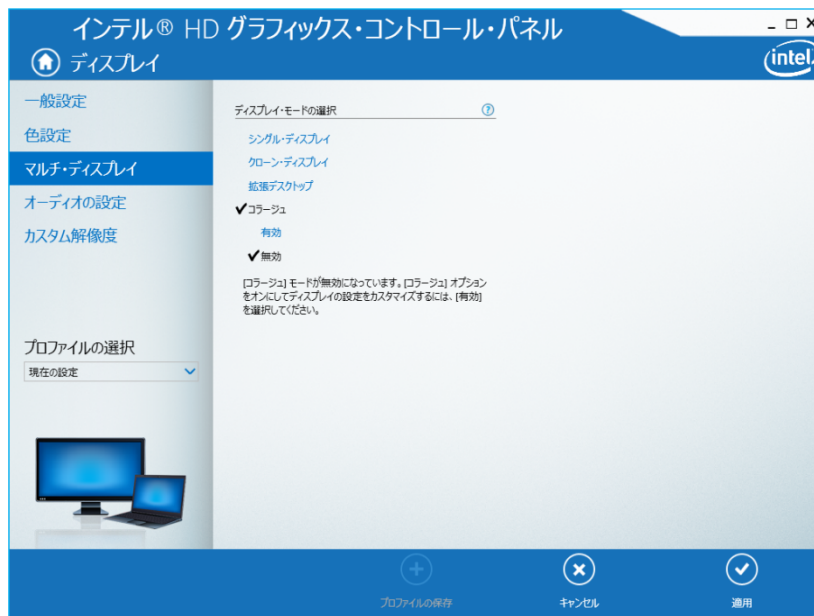 インテル® HD グラフィックス・コントロール・パネル
ディスプレイ
intel
一般設定
色設定
マルチ・ディスプレイ
オーディオの設定
カスタム解像度
プロファイルの選択
現在の設定
ディスプレイ・モードの選択
?
シングル・ディスプレイ
クローン・ディスプレイ
拡張デスクトップ
コラージュ
有効
無効
[コラージュ] モードが無効になっています。[コラージュ] オプション
をオンにしてディスプレイの設定をカスタマイズするには、[有効]
を選択してください。
プロファイルの保存
キャンセル
適用